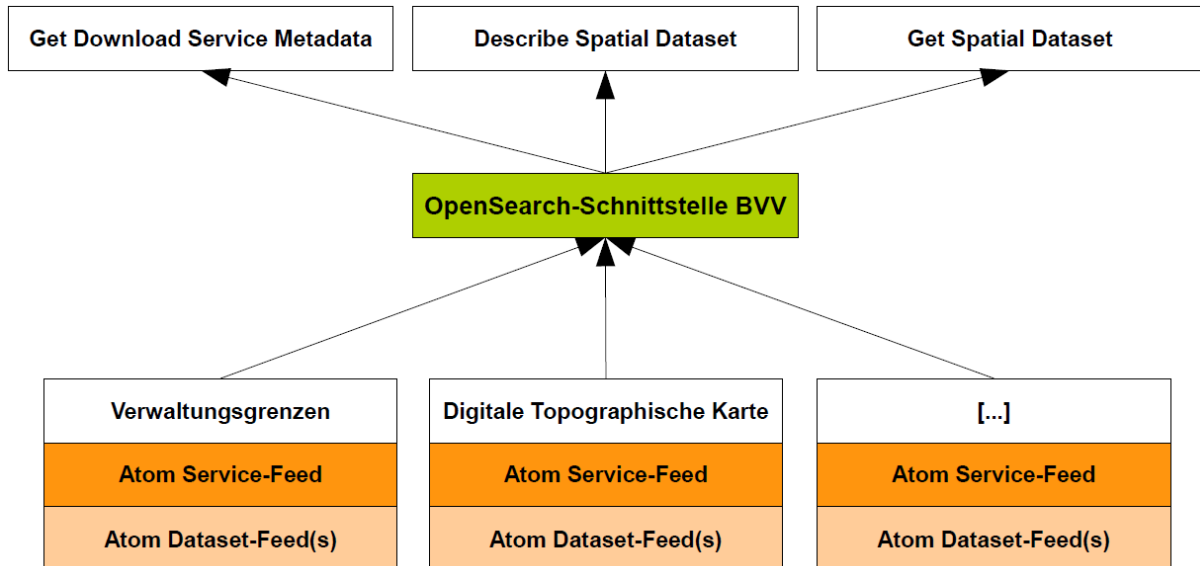 Get Download Service Metadata
Describe Spatial Dataset
Get Spatial Dataset
OpenSearch-Schnittstelle BVV
Verwaltungsgrenzen
Digitale Topographische Karte
[...]
Atom Service-Feed
Atom Service-Feed
Atom Service-Feed
Atom Dataset-Feed(s)
Atom Dataset-Feed(s)
Atom Dataset-Feed(s)